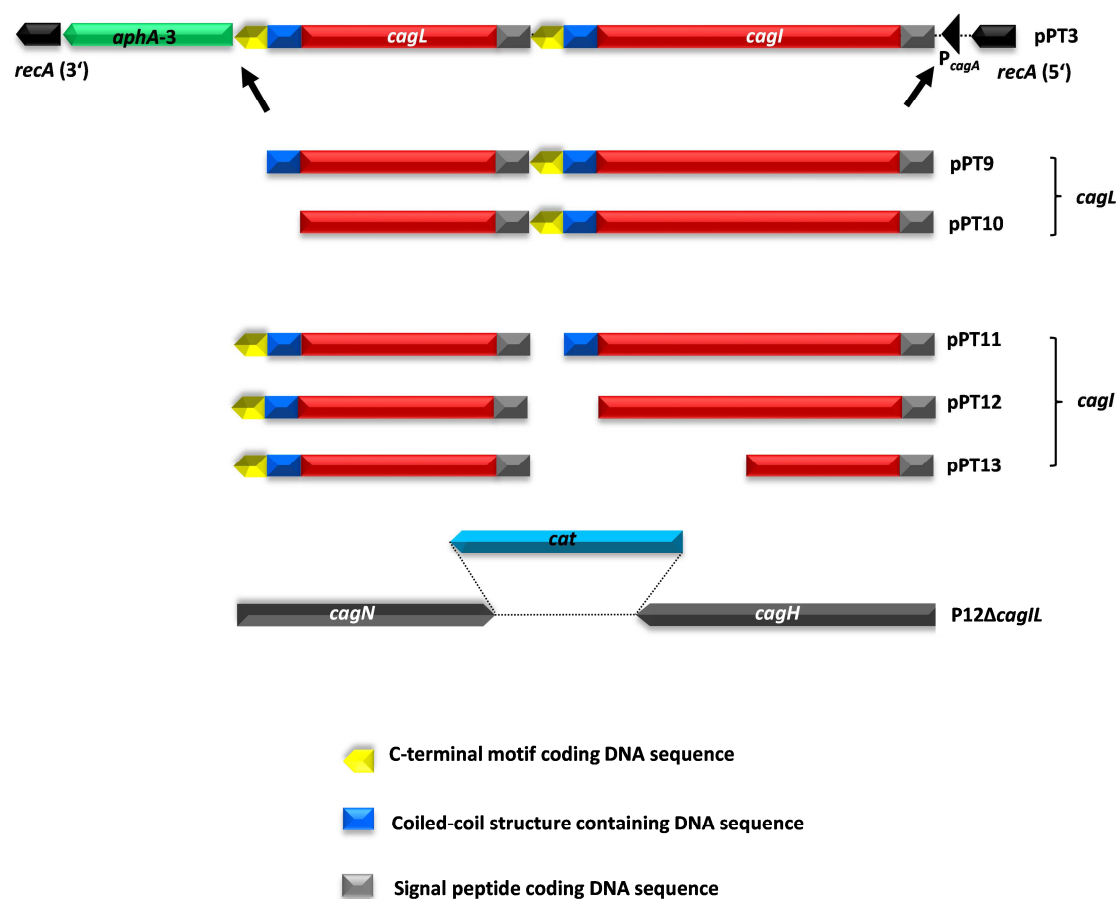 aphA-3 cagL cagI pPT3
recA (3‘) PcagA recA (5‘)
pPT9
cagL
pPT10
pPT11
cagI
pPT12
pPT13
cat
cagN cagH P12ΔcagIL
C-terminal motif coding DNA sequence
Coiled-coil structure containing DNA sequence
Signal peptide coding DNA sequence